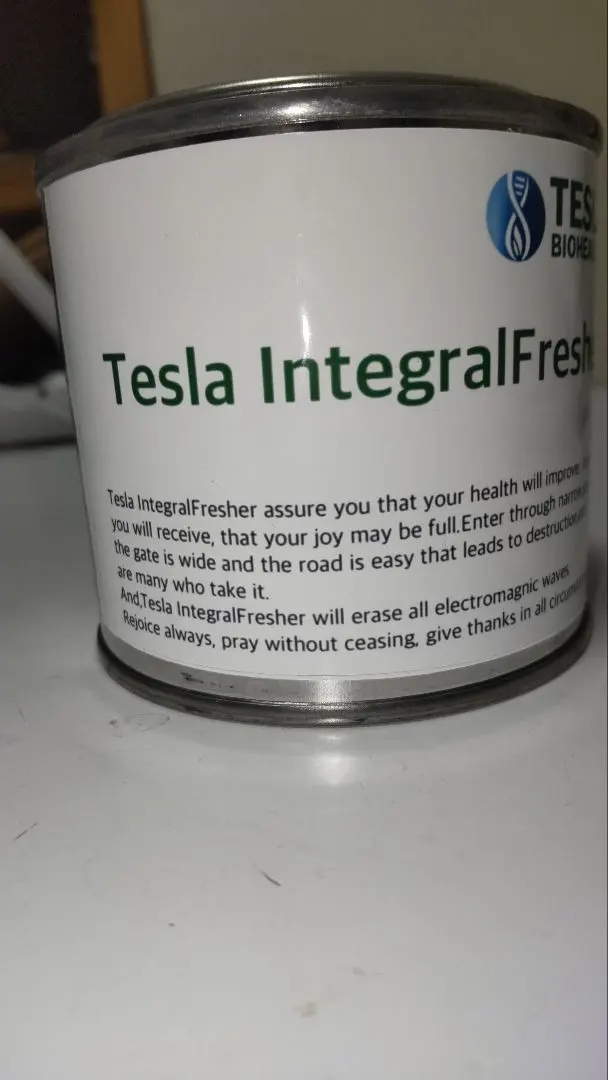 TES
BIOHEA
Tesla IntegralFresh
Tesla IntegralFresher assure you that your health will improve.
you will receive, that your joy may be full.Enter through narrow
the gate is wide and the road is easy that leads to destruction
are many who take it.
And,Tesla IntegralFresher will erase all electromagnic waves.
Rejoice always, pray without ceasing, give thanks in all circum